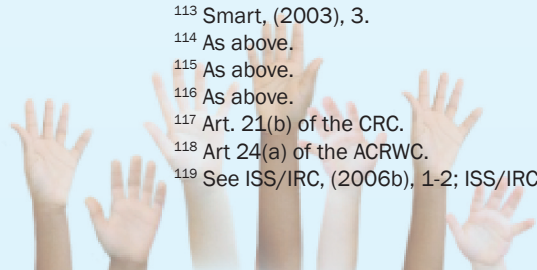 113 Smart, (2003), 3.
114 As above.
115 As above.
116 As above.
117 Art. 21(b) of the CRC.
118 Art 24(a) of the ACRWC.
119 See ISS/IRC, (2006b), 1-2; ISS/IRC